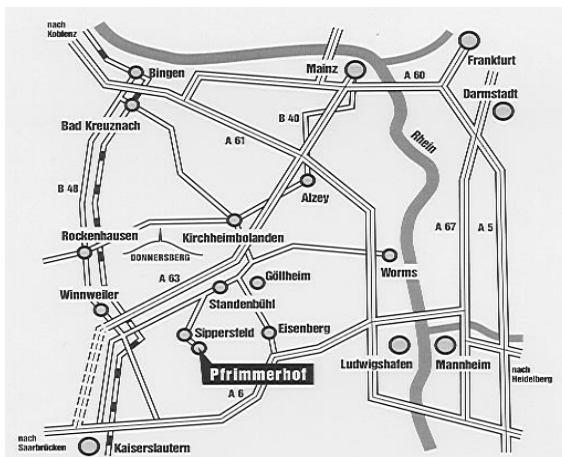 nach
Koblenz
Bingen
Mainz
A 60
Frankfurt
Darmstadt
Bad Kreuznach
B 40
A 61
Rhein
B 48
Alzey
A 67
A 5
Rockenhausen
Kirchheimbolanden
DONNERSBERG
A 63
Göllheim
Worms
Winnweiler
Standenbühl
Sippersfeld
Eisenberg
Pfrimmerhof
Ludwigshafen
Mannheim
nach
Heidelberg
A 6
nach
Saarbrücken
Kaiserslautern